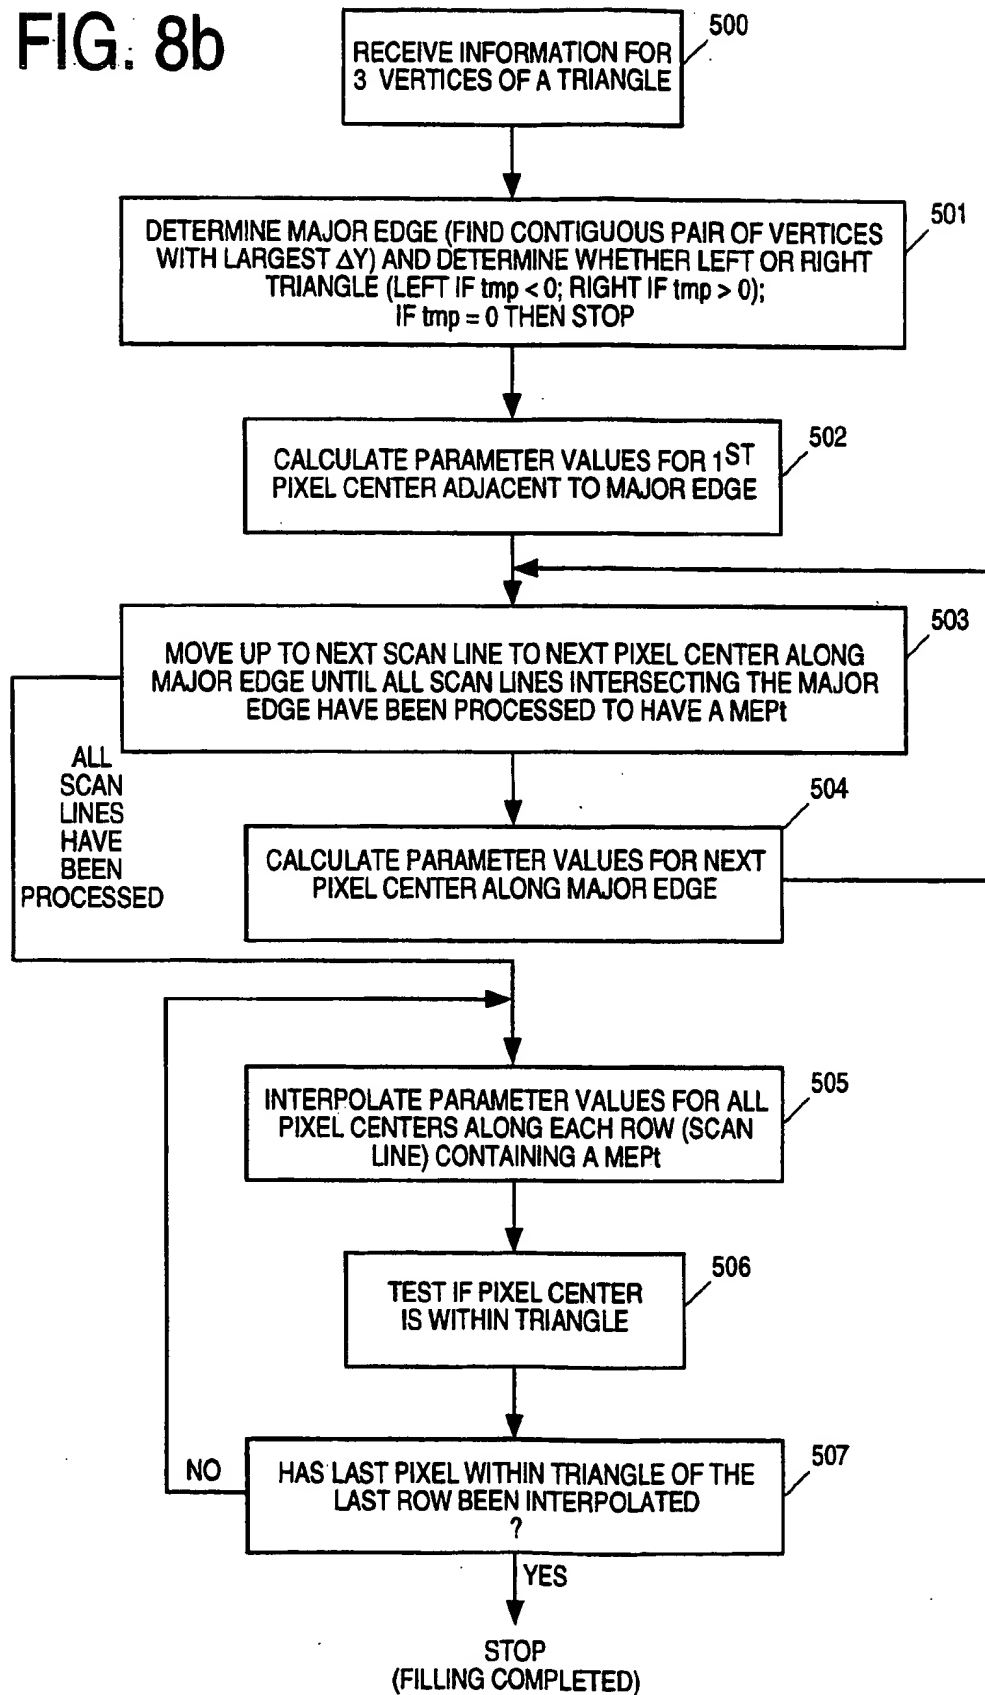 FIG. 8b
500
RECEIVE INFORMATION FOR
3 VERTICES OF A TRIANGLE
501
DETERMINE MAJOR EDGE (FIND CONTIGUOUS PAIR OF VERTICES
WITH LARGEST ΔY) AND DETERMINE WHETHER LEFT OR RIGHT
TRIANGLE (LEFT IF tmp < 0; RIGHT IF tmp > 0);
IF tmp = 0 THEN STOP
502
CALCULATE PARAMETER VALUES FOR 1ST
PIXEL CENTER ADJACENT TO MAJOR EDGE
503
MOVE UP TO NEXT SCAN LINE TO NEXT PIXEL CENTER ALONG
MAJOR EDGE UNTIL ALL SCAN LINES INTERSECTING THE MAJOR
EDGE HAVE BEEN PROCESSED TO HAVE A MEPt
ALL
SCAN
LINES
HAVE
BEEN
PROCESSED
504
CALCULATE PARAMETER VALUES FOR NEXT
PIXEL CENTER ALONG MAJOR EDGE
505
INTERPOLATE PARAMETER VALUES FOR ALL
PIXEL CENTERS ALONG EACH ROW (SCAN
LINE) CONTAINING A MEPt
506
TEST IF PIXEL CENTER
IS WITHIN TRIANGLE
507
NO
HAS LAST PIXEL WITHIN TRIANGLE OF THE
LAST ROW BEEN INTERPOLATED
?
YES
STOP
(FILLING COMPLETED)